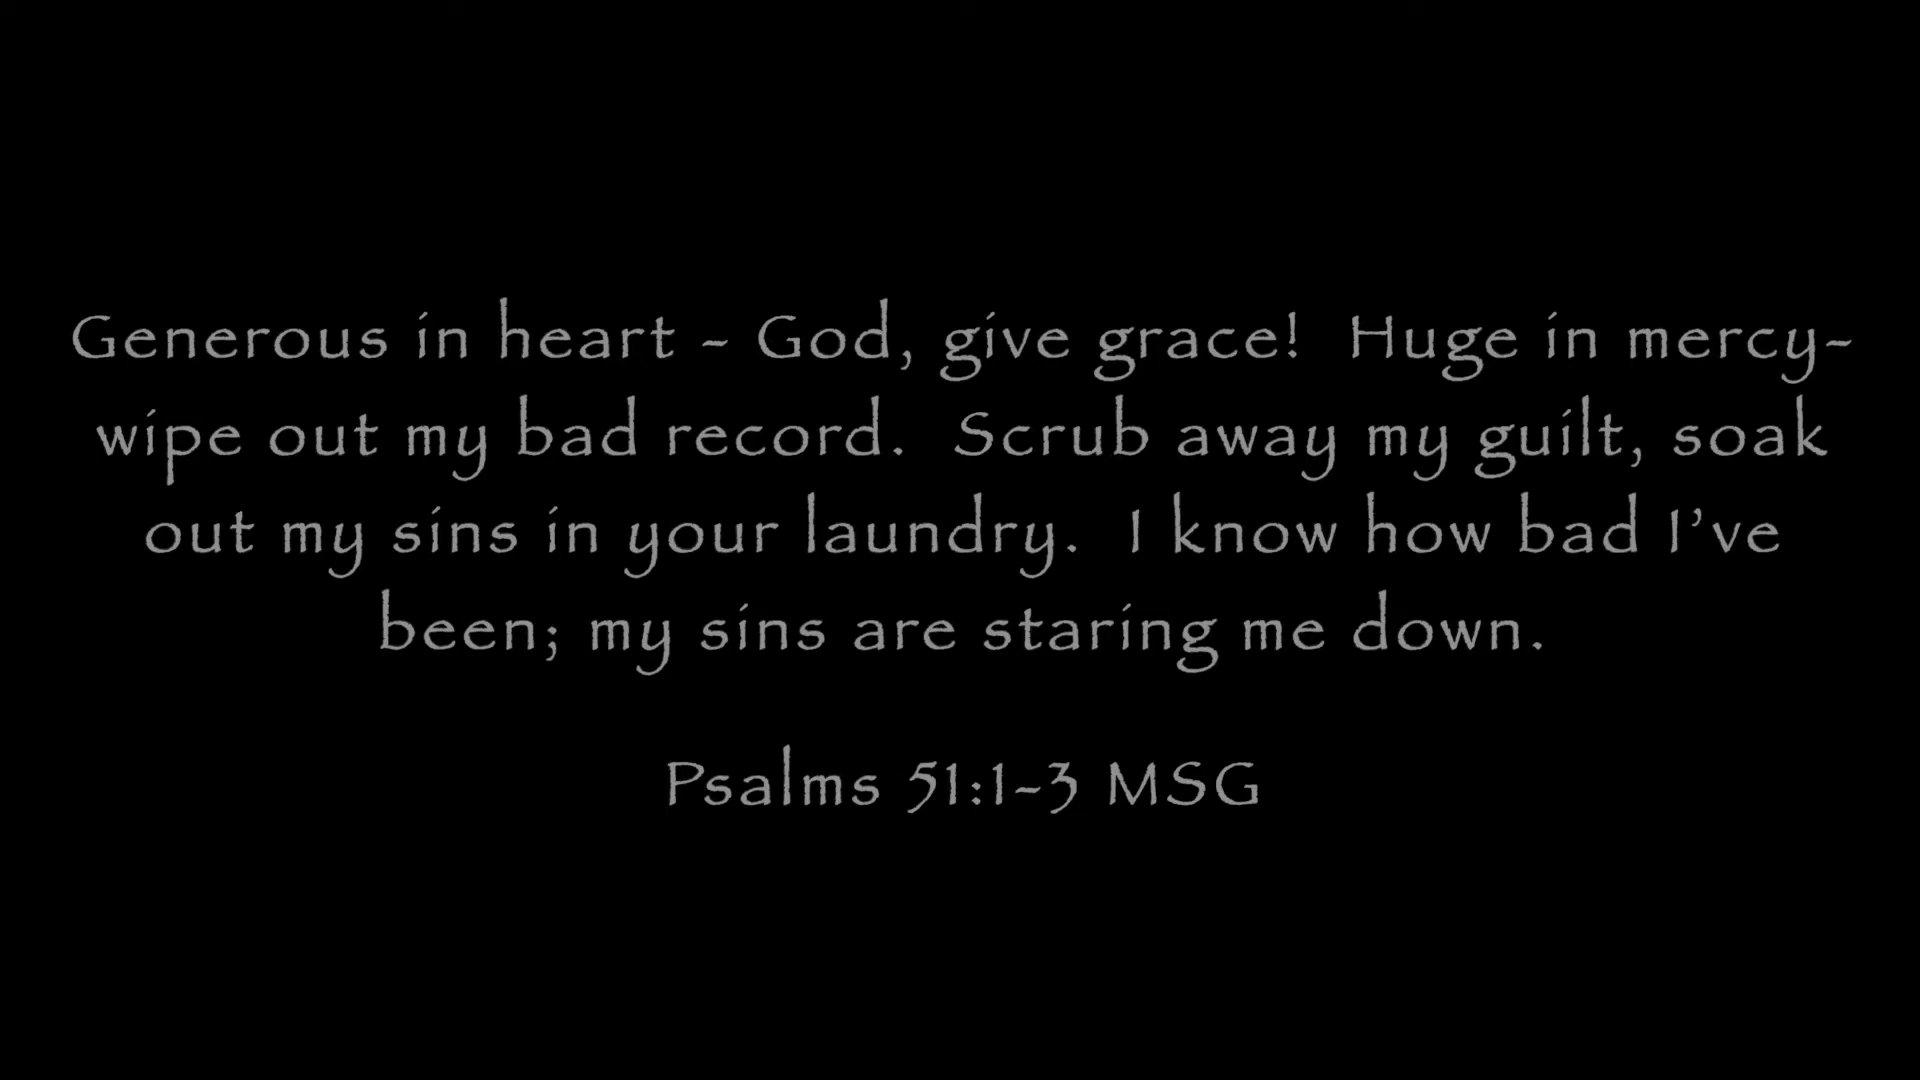 Generous in heart - God, give grace!  Huge in mercy-
wipe out my bad record.  Scrub away my guilt, soak
out my sins in your laundry.  I know how bad I've
been; my sins are staring me down.
Psalms 51:1-3 MSG